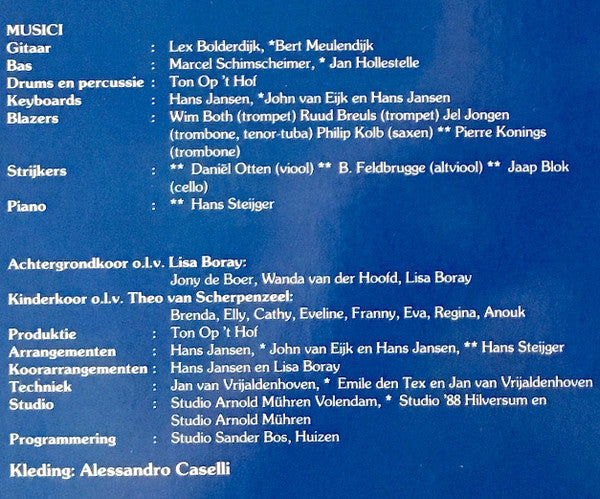 MUSICI
Gitaar : Lex Bolderdijk, *Bert Meulendijk
Bas : Marcel Schimscheimer, * Jan Hollestelle
Drums en percussie : Ton Op 't Hof
Keyboards : Hans Jansen, *John van Eijk en Hans Jansen
Blazers : Wim Both (trompet) Ruud Breuls (trompet) Jel Jongen
(trombone, tenor-tuba) Philip Kolb (saxen) ** Pierre Konings
(trombone)
Strijkers : ** Daniël Otten (viool) ** B. Feldbrugge (altviool) ** Jaap Blok
(cello)
Piano : ** Hans Steijger
Achtergrondkoor o.l.v. Lisa Boray:
Jony de Boer, Wanda van der Hoofd, Lisa Boray
Kinderkoor o.l.v. Theo van Scherpenzeel:
Brenda, Elly, Cathy, Eveline, Franny, Eva, Regina, Anouk
Produktie : Ton Op 't Hof
Arrangementen : Hans Jansen, * John van Eijk en Hans Jansen, ** Hans Steijger
Koorarrangementen : Hans Jansen en Lisa Boray
Techniek : Jan van Vrijaldenhoven, * Emile den Tex en Jan van Vrijaldenhoven
Studio : Studio Arnold Mühren Volendam, * Studio '88 Hilversum en
Studio Arnold Mühren
Programmering : Studio Sander Bos, Huizen
Kleding: Alessandro Caselli